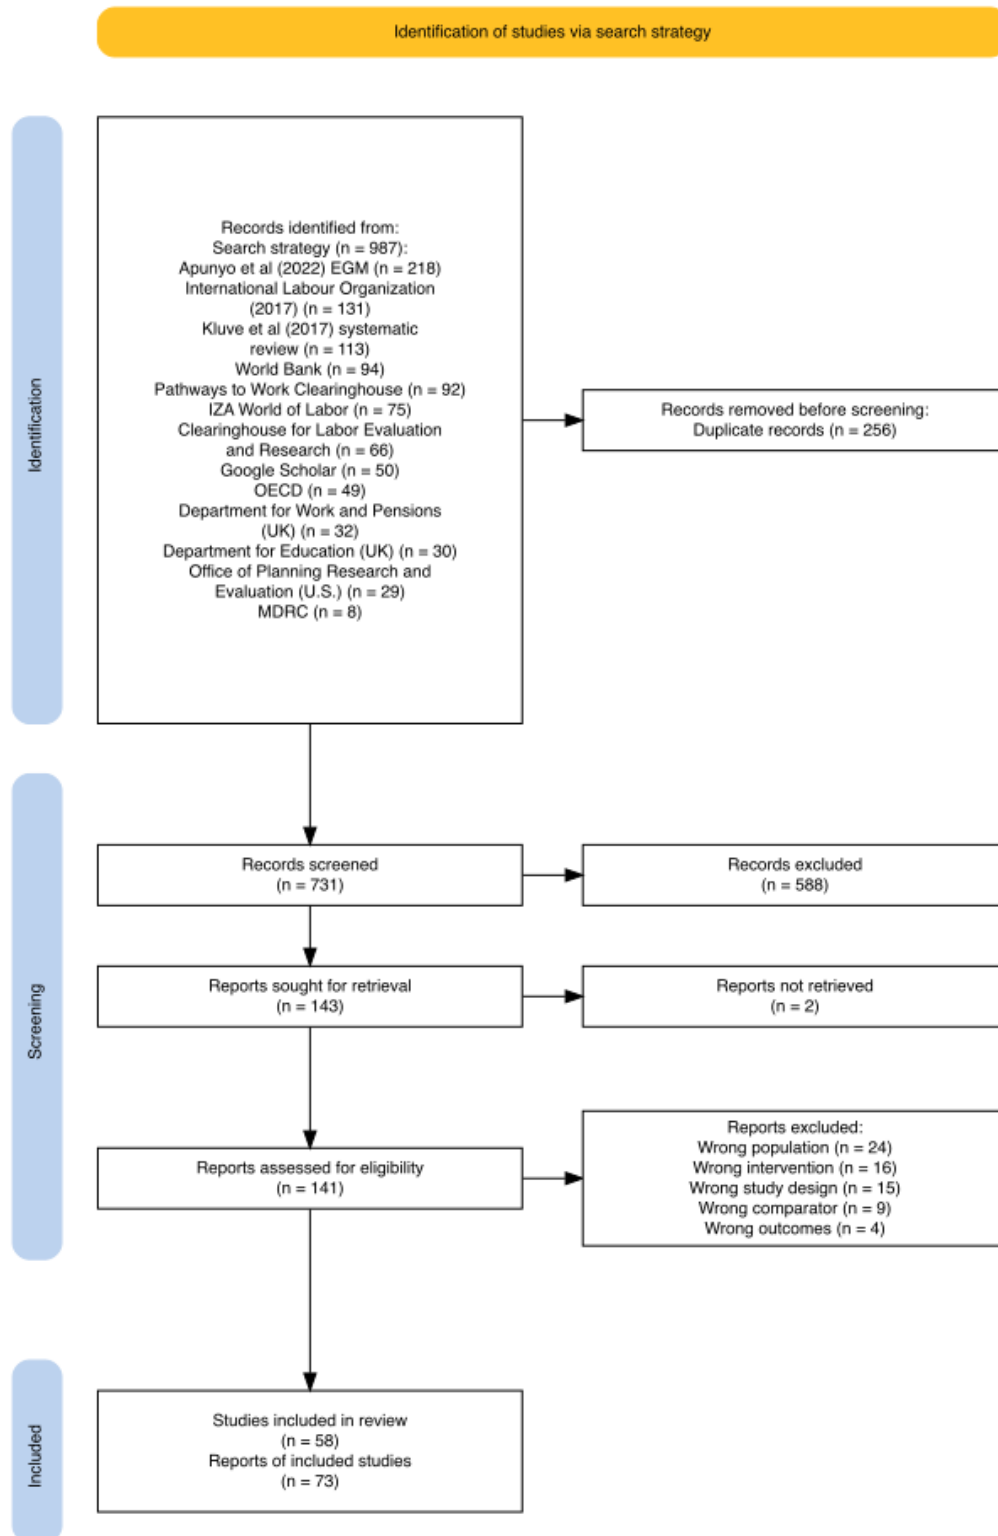 Identification of studies via search strategy
Identification
Records identified from:
Search strategy (n = 987):
Apunyo et al (2022) EGM (n = 218)
International Labour Organization
(2017) (n = 131)
Kluve et al (2017) systematic
review (n = 113)
World Bank (n = 94)
Pathways to Work Clearinghouse (n = 92)
IZA World of Labor (n = 75)
Clearinghouse for Labor Evaluation
and Research (n = 66)
Google Scholar (n = 50)
OECD (n = 49)
Department for Work and Pensions
(UK) (n = 32)
Department for Education (UK) (n = 30)
Office of Planning Research and
Evaluation (U.S.) (n = 29)
MDRC (n = 8)
Records removed before screening:
Duplicate records (n = 256)
Screening
Records screened
(n = 731)
Records excluded
(n = 588)
Reports sought for retrieval
(n = 143)
Reports not retrieved
(n = 2)
Reports assessed for eligibility
(n = 141)
Reports excluded:
Wrong population (n = 24)
Wrong intervention (n = 16)
Wrong study design (n = 15)
Wrong comparator (n = 9)
Wrong outcomes (n = 4)
Included
Studies included in review
(n = 58)
Reports of included studies
(n = 73)